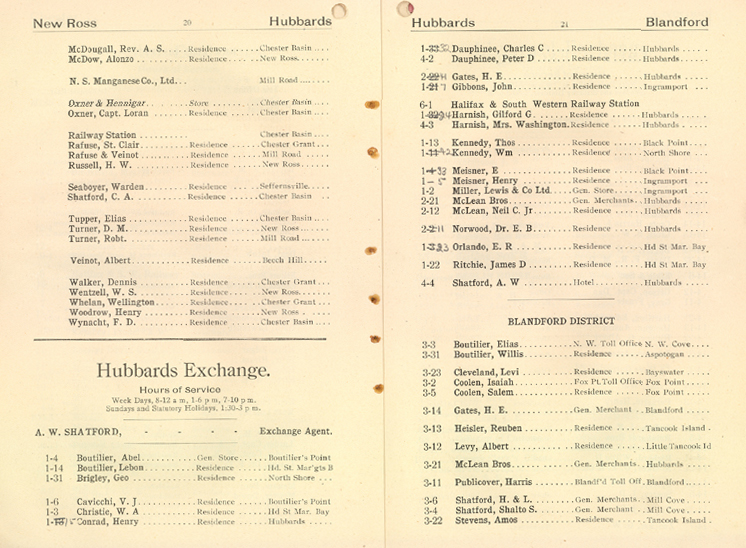 New Ross 20 Hubbards
McDougall, Rev. A. S. ....Residence ......Chester Basin ....
McDow, Alonzo ..........Residence ......New Ross......
N. S. Manganese Co., Ltd... Mill Road ........
Oxner & Hennigar ..........Store ......Chester Basin ....
Oxner, Capt. Loran ........Residence ......Chester Basin ....
Railway Station ............ Chester Basin ....
Rafuse, St. Clair............Residence ......Chester Grant ...
Rafuse & Veinot ............Residence ......Mill Road ......
Russell, H. W. ............Residence ......New Ross......
Seaboyer, Warden..........Residence ......Seffernsville....
Shatford, C. A. ............Residence ......Chester Basin ..
Tupper, Elias ..............Residence ......Chester Basin ...
Turner, D. M...............Residence ......New Ross......
Turner, Robt...............Residence ......Mill Road ......
Veinot, Albert..............Residence ......Beech Hill......
Walker, Dennis ............Residence ......Chester Grant...
Wentzell, W. S. ............Residence ......New Ross......
Whelan, Wellington........Residence ......Chester Grant...
Woodrow, Henry ..........Residence ......New Ross ....
Wynacht, F. D. ............Residence ......Chester Basin....
Hubbards Exchange.
Hours of Service
Week Days, 8-12 a m, 1-6 p m, 7-10 p m.
Sundays and Statutory Holidays, 1:30-3 p m.
A. W. SHATFORD, - - - - Exchange Agent.
1-4 Boutilier, Abel............Gen. Store......Boutilier's Point
1-14 Boutilier, Lebon ........Residence ......Hd. St. Mar'gts B
1-31 Brigley, Geo ............Residence ......North Shore ...
1-6 Cavicchi, V. J............Residence ......Boutilier's Point
1-3 Christie, W. A ..........Residence ......Hd St Mar. Bay
Conrad, Henry ..........Residence ......Hubbards ......
Hubbards 21 Blandford
Dauphinee, Charles C ....Residence ......Hubbards ......
4-2 Dauphinee, Peter D ......Residence ......Hubbards ......
Gates, H. E. ..............Residence ......Hubbards ......
Gibbons, John............Residence ......Ingramport ....
6-1 Halifax & South Western Railway Station
Harnish, Gilford G ........Residence ......Hubbards ......
4-3 Harnish, Mrs. Washington.Residence ......Hubbards ......
1-13 Kennedy, Thos ..........Residence ......Black Point ....
Kennedy, Wm ............Residence ......North Shore ...
Meisner, E ..............Residence ......Black Point ....
Meisner, Henry ..........Residence ......Ingramport ...
1-2 Miller, Lewis & Co Ltd....Gen. Store......Ingramport ...
2-21 McLean Bros..............Gen. Merchants..Hubbards ......
2-12 McLean, Neil C. Jr........Residence ......Hubbards ......
Norwood, Dr. E. B........Residence ......Hubbards ......
Orlando, E. R ............Residence ......Hd St Mar. Bay
1-22 Ritchie, James D ..........Residence ......Hd St Mar. Bay
4-4 Shatford, A. W ............Hotel..........Hubbards ......
BLANDFORD DISTRICT
3-3 Boutilier, Elias............N. W. Toll Office N. W. Cove....
3-31 Boutilier, Willis............Residence ......Aspotogan ......
3-23 Cleveland, Levi ..........Residence ......Bayswater ....
3-2 Coolen, Isaiah ............Fox Pt.Toll Office Fox Point ......
3-5 Coolen, Salem............Residence ......Fox Point ......
3-14 Gates, H. E. ..............Gen. Merchant ..Blandford ......
3-13 Heisler, Reuben ..........Residence ......Tancook Island .
3-12 Levy, Albert ..............Residence ......Little Tancook Id
3-21 McLean Bros..............Gen. Merchants..Hubbards ......
3-11 Publicover, Harris ........Blandf'd Toll Off. Blandford......
3-6 Shatford, H. & L...........Gen. Merchants..Mill Cove ......
3-4 Shatford, Shalto S.........Gen. Merchant ..Mill Cove ......
3-22 Stevens, Amos ............Residence ......Tancook Island .